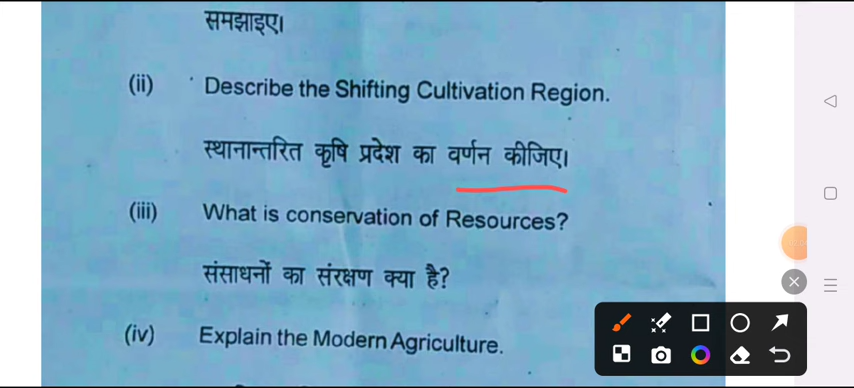 समझाइए।
(ii) Describe the Shifting Cultivation Region.
स्थानान्तरित कृषि प्रदेश का वर्णन कीजिए।
(iii) What is conservation of Resources?
संसाधनों का संरक्षण क्या है?
(iv) Explain the Modern Agriculture.